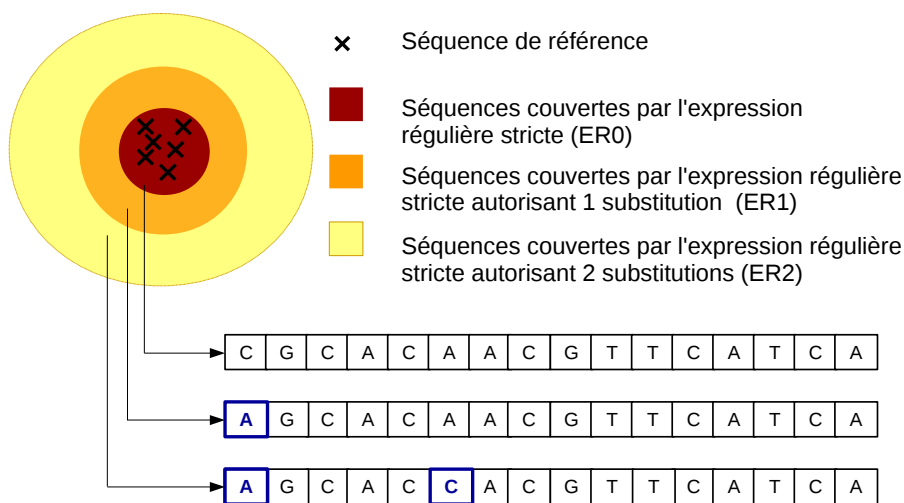 Séquence de référence
Séquences couvertes par l'expression
régulière stricte (ER0)
Séquences couvertes par l'expression régulière
stricte autorisant 1 substitution (ER1)
Séquences couvertes par l'expression régulière
stricte autorisant 2 substitutions (ER2)
C G C A C A A C G T T C A T C A
A G C A C A A C G T T C A T C A
A G C A C C A C G T T C A T C A